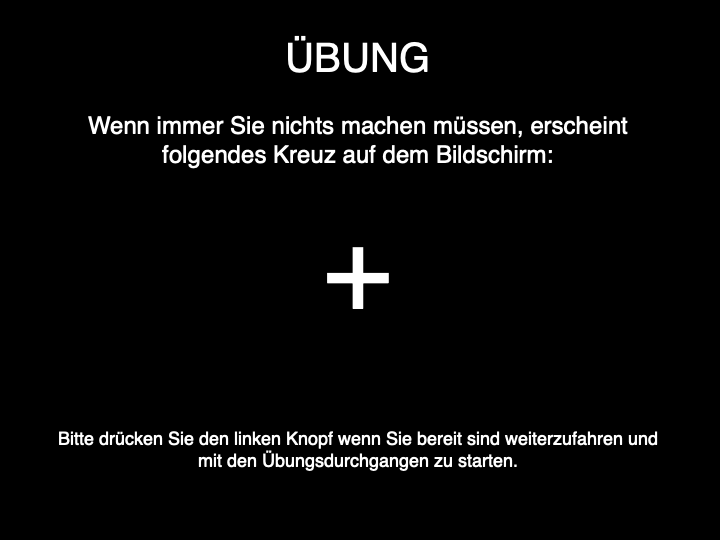 ÜBUNG
Wenn immer Sie nichts machen müssen, erscheint
folgendes Kreuz auf dem Bildschirm:
+
Bitte drücken Sie den linken Knopf wenn Sie bereit sind weiterzufahren und
mit den Übungsdurchgangen zu starten.